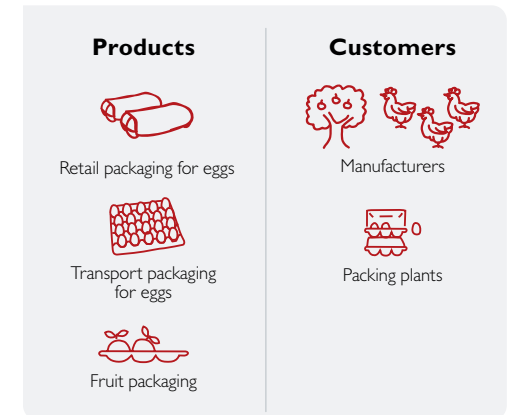 Products
Retail packaging for eggs
Transport packaging
for eggs
Fruit packaging
Customers
Manufacturers
Packing plants